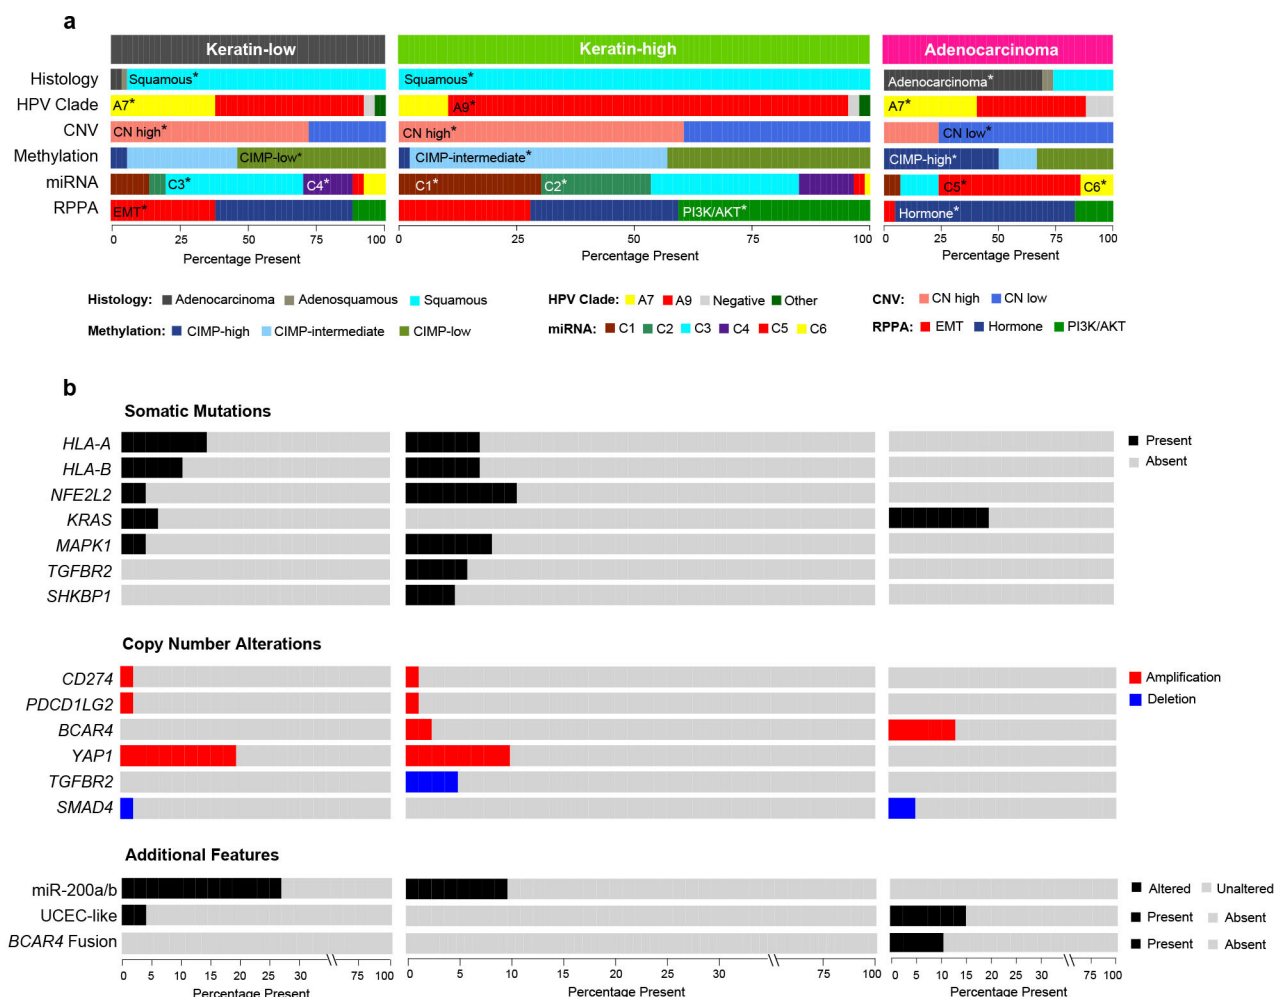 a
Keratin-low Keratin-high Adenocarcinoma
Histology Squamous* Squamous* Adenocarcinoma*
HPV Clade A7* A9* A7*
CNV CN high* CN high* CN low*
Methylation CIMP-low* CIMP-intermediate* CIMP-high*
miRNA C3* C4* C1* C2* C5* C6*
RPPA EMT* PI3K/AKT* Hormone*
0 25 50 75 100 25 75 100 0 25 50 75 100
Percentage Present Percentage Present Percentage Present
Histology: Adenocarcinoma Adenosquamous Squamous HPV Clade: A7 A9 Negative Other CNV: CN high CN low
Methylation: CIMP-high CIMP-intermediate CIMP-low miRNA: C1 C2 C3 C4 C5 C6 RPPA: EMT Hormone PI3K/AKT
b
Somatic Mutations
HLA-A Present
HLA-B Absent
NFE2L2
KRAS
MAPK1
TGFBR2
SHKBP1
Copy Number Alterations
CD274 Amplification
PDCD1LG2 Deletion
BCAR4
YAP1
TGFBR2
SMAD4
Additional Features
miR-200a/b Altered Unaltered
UCEC-like Present Absent
BCAR4 Fusion Present Absent
0 5 10 15 20 30 75 100 0 5 10 15 20 30 75 100 0 5 10 15 20 30 75 100
Percentage Present Percentage Present Percentage Present